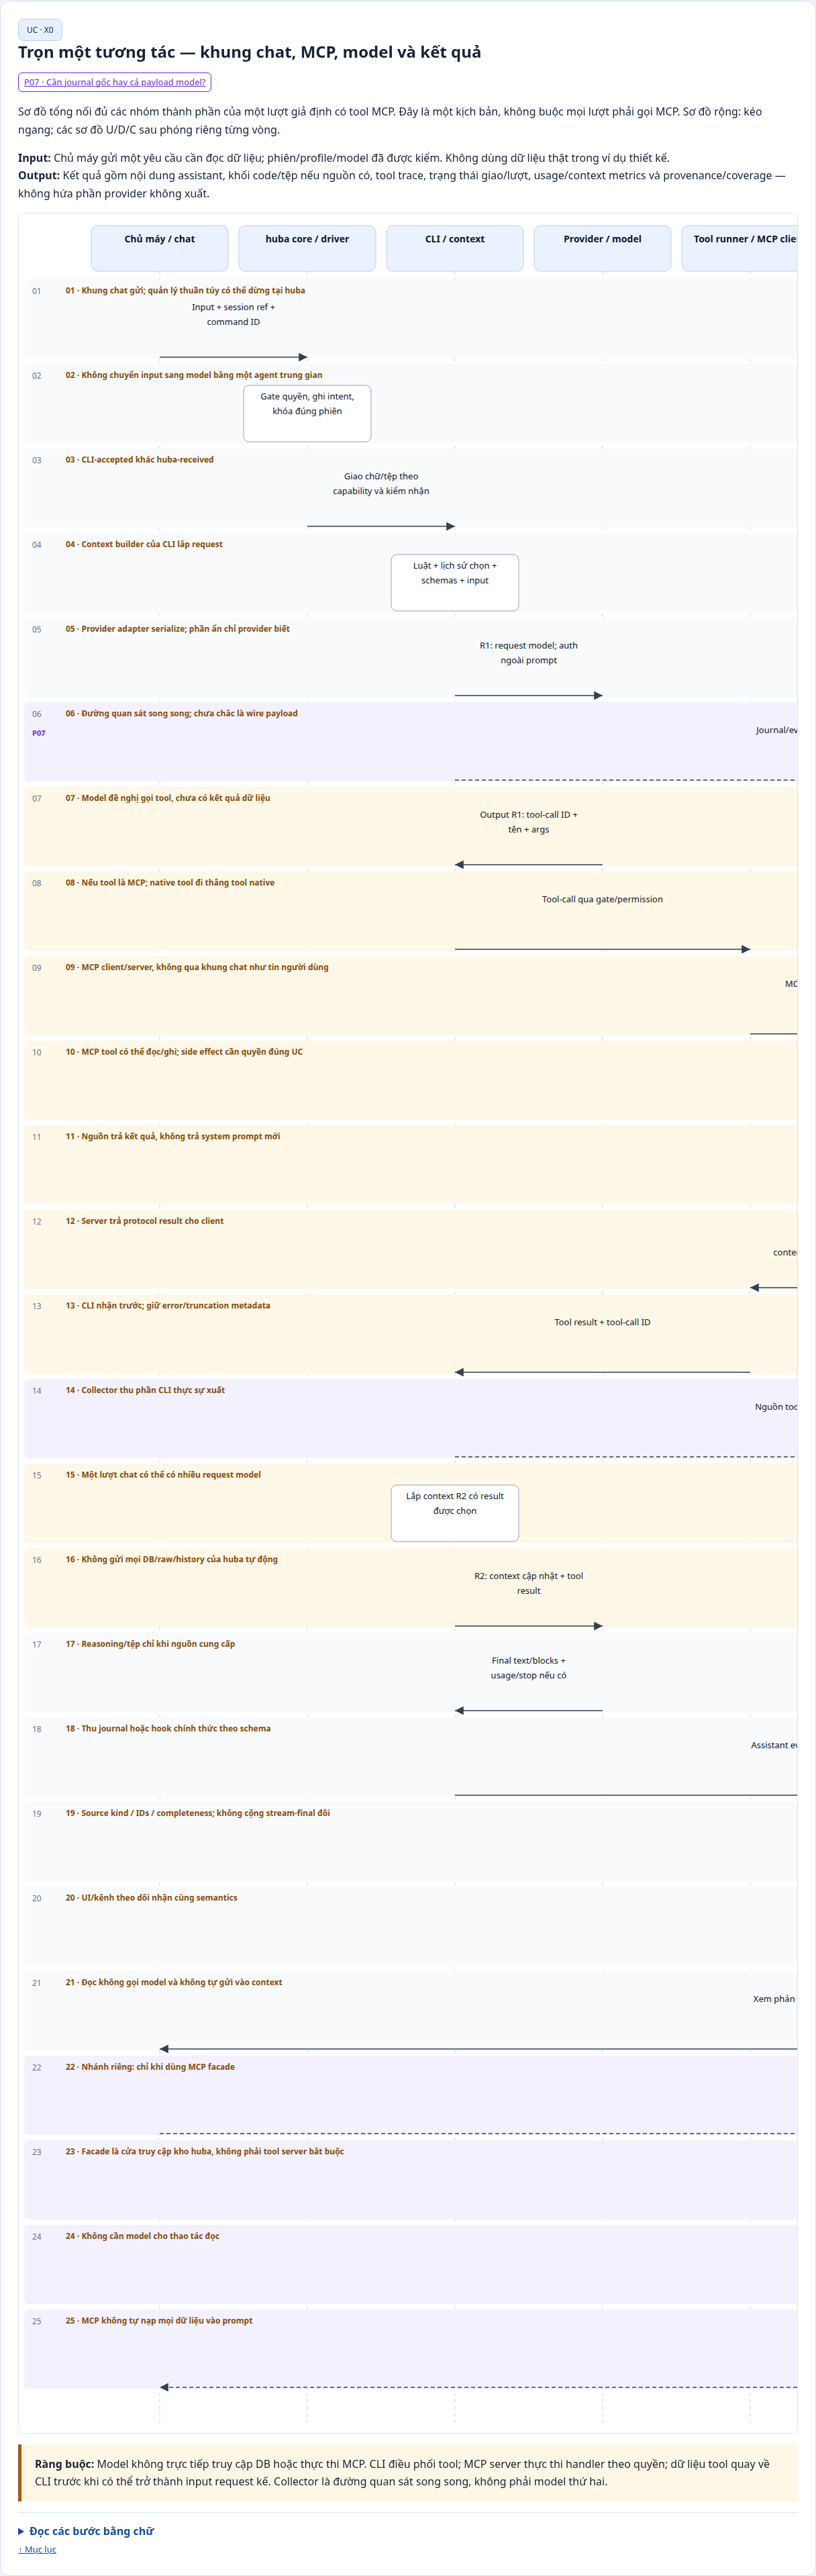 UC · X0
Trọn một tương tác — khung chat, MCP, model và kết quả
P07 · Cần journal gốc hay cả payload model?
Sơ đồ tổng nối đủ các nhóm thành phần của một lượt giả định có tool MCP. Đây là một kịch bản, không buộc mọi lượt phải gọi MCP. Sơ đồ rộng: kéo
ngang; các sơ đồ U/D/C sau phóng riêng từng vòng.
Input: Chủ máy gửi một yêu cầu cần đọc dữ liệu; phiên/profile/model đã được kiểm. Không dùng dữ liệu thật trong ví dụ thiết kế.
Output: Kết quả gồm nội dung assistant, khối code/tệp nếu nguồn có, tool trace, trạng thái giao/lượt, usage/context metrics và provenance/coverage —
không hứa phần provider không xuất.
Chủ máy / chat
huba core / driver
CLI / context
Provider / model
Tool runner / MCP clie
01
01 · Khung chat gửi; quản lý thuần túy có thể dừng tại huba
Input + session ref +
command ID
02
02 · Không chuyển input sang model bằng một agent trung gian
Gate quyền, ghi intent,
khóa đúng phiên
03
03 · CLI-accepted khác huba-received
Giao chữ/tệp theo
capability và kiểm nhận
04
04 · Context builder của CLI lắp request
Luật + lịch sử chọn +
schemas + input
05
05 · Provider adapter serialize; phần ẩn chỉ provider biết
R1: request model; auth
ngoài prompt
06
06 · Đường quan sát song song; chưa chắc là wire payload
P07
Journal/ev
07
07 · Model đề nghị gọi tool, chưa có kết quả dữ liệu
Output R1: tool-call ID +
tên + args
08
08 · Nếu tool là MCP; native tool đi thẳng tool native
Tool-call qua gate/permission
09
09 · MCP client/server, không qua khung chat như tin người dùng
MC
10
10 · MCP tool có thể đọc/ghi; side effect cần quyền đúng UC
11
11 · Nguồn trả kết quả, không trả system prompt mới
12
12 · Server trả protocol result cho client
conte
13
13 · CLI nhận trước; giữ error/truncation metadata
Tool result + tool-call ID
14
14 · Collector thu phần CLI thực sự xuất
Nguồn too
15
15 · Một lượt chat có thể có nhiều request model
Lắp context R2 có result
được chọn
16
16 · Không gửi mọi DB/raw/history của huba tự động
R2: context cập nhật + tool
result
17
17 · Reasoning/tệp chỉ khi nguồn cung cấp
Final text/blocks +
usage/stop nếu có
18
18 · Thu journal hoặc hook chính thức theo schema
Assistant ev
19
19 · Source kind / IDs / completeness; không cộng stream-final đôi
20
20 · UI/kênh theo dõi nhận cùng semantics
21
21 · Đọc không gọi model và không tự gửi vào context
Xem phản
22
22 · Nhánh riêng: chỉ khi dùng MCP facade
23
23 · Facade là cửa truy cập kho huba, không phải tool server bắt buộc
24
24 · Không cần model cho thao tác đọc
25
25 · MCP không tự nạp mọi dữ liệu vào prompt
Ràng buộc: Model không trực tiếp truy cập DB hoặc thực thi MCP. CLI điều phối tool; MCP server thực thi handler theo quyền; dữ liệu tool quay về
CLI trước khi có thể trở thành input request kế. Collector là đường quan sát song song, không phải model thứ hai.
▶ Đọc các bước bằng chữ
↑ Mục lục